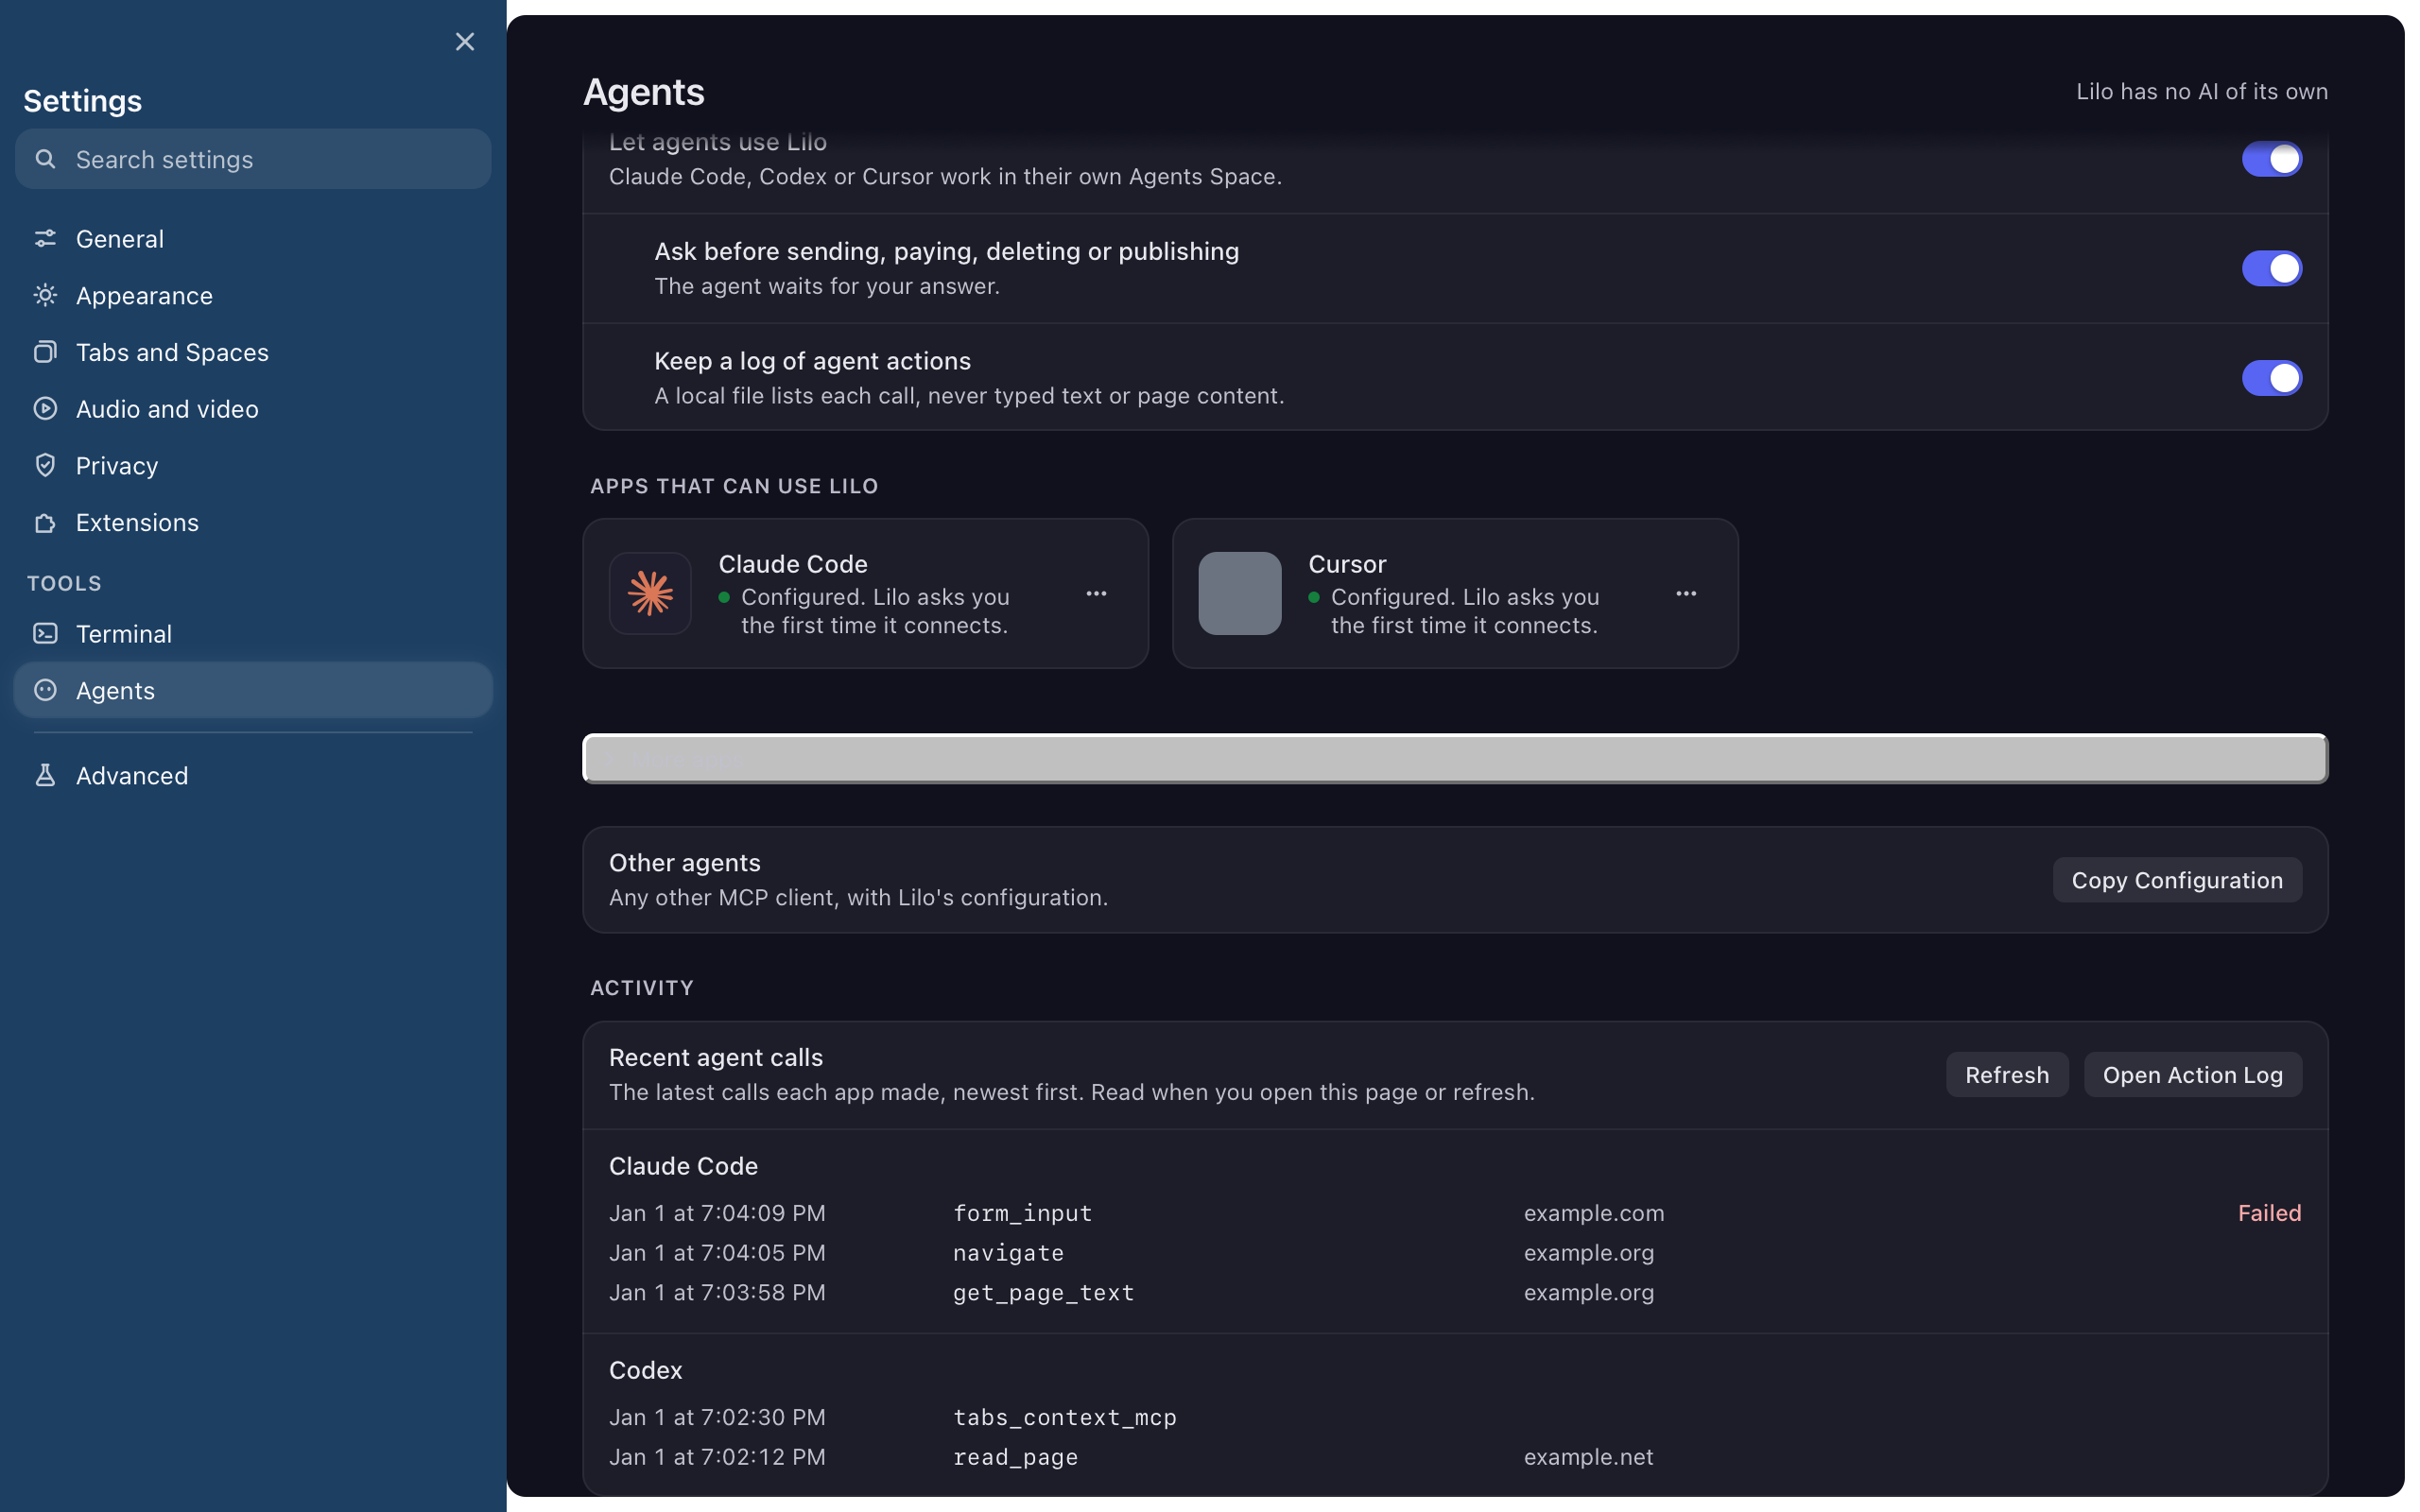 Settings
Search settings
General
Appearance
Tabs and Spaces
Audio and video
Privacy
Extensions
TOOLS
Terminal
Agents
Advanced
Agents
Lilo has no AI of its own
Let agents use Lilo
Claude Code, Codex or Cursor work in their own Agents Space.
Ask before sending, paying, deleting or publishing
The agent waits for your answer.
Keep a log of agent actions
A local file lists each call, never typed text or page content.
APPS THAT CAN USE LILO
Claude Code
Configured. Lilo asks you
the first time it connects.
Cursor
Configured. Lilo asks you
the first time it connects.
Other agents
Any other MCP client, with Lilo's configuration.
Copy Configuration
ACTIVITY
Recent agent calls
The latest calls each app made, newest first. Read when you open this page or refresh.
Refresh
Open Action Log
Claude Code
Jan 1 at 7:04:09 PM form_input example.com Failed
Jan 1 at 7:04:05 PM navigate example.org
Jan 1 at 7:03:58 PM get_page_text example.org
Codex
Jan 1 at 7:02:30 PM tabs_context_mcp
Jan 1 at 7:02:12 PM read_page example.net